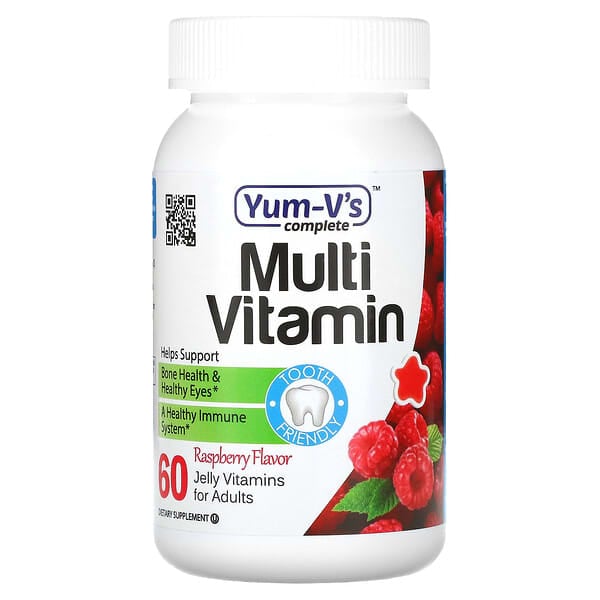 Yum-V's™
complete
Multi
Vitamin
Helps Support
Bone Health &
Healthy Eyes*
A Healthy Immune
System*
TOOTH
FRIENDLY
60
Raspberry Flavor
Jelly Vitamins
for Adults
DIETARY SUPPLEMENT Ⓤ